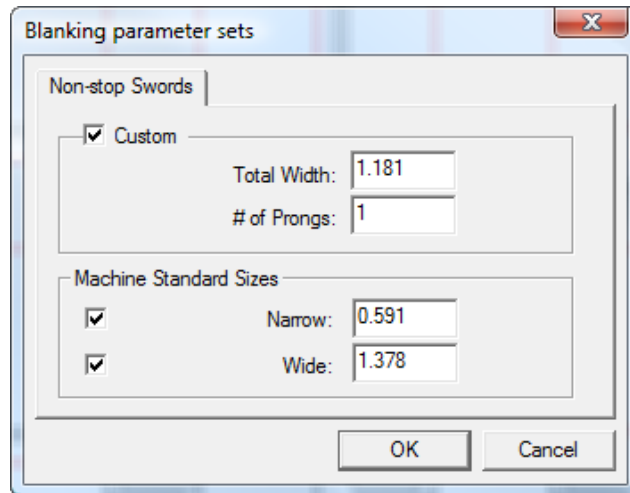 Blanking parameter sets
Non-stop Swords
Custom
Total Width: 1.181
# of Prongs: 1
Machine Standard Sizes
Narrow: 0.591
Wide: 1.378
OK Cancel